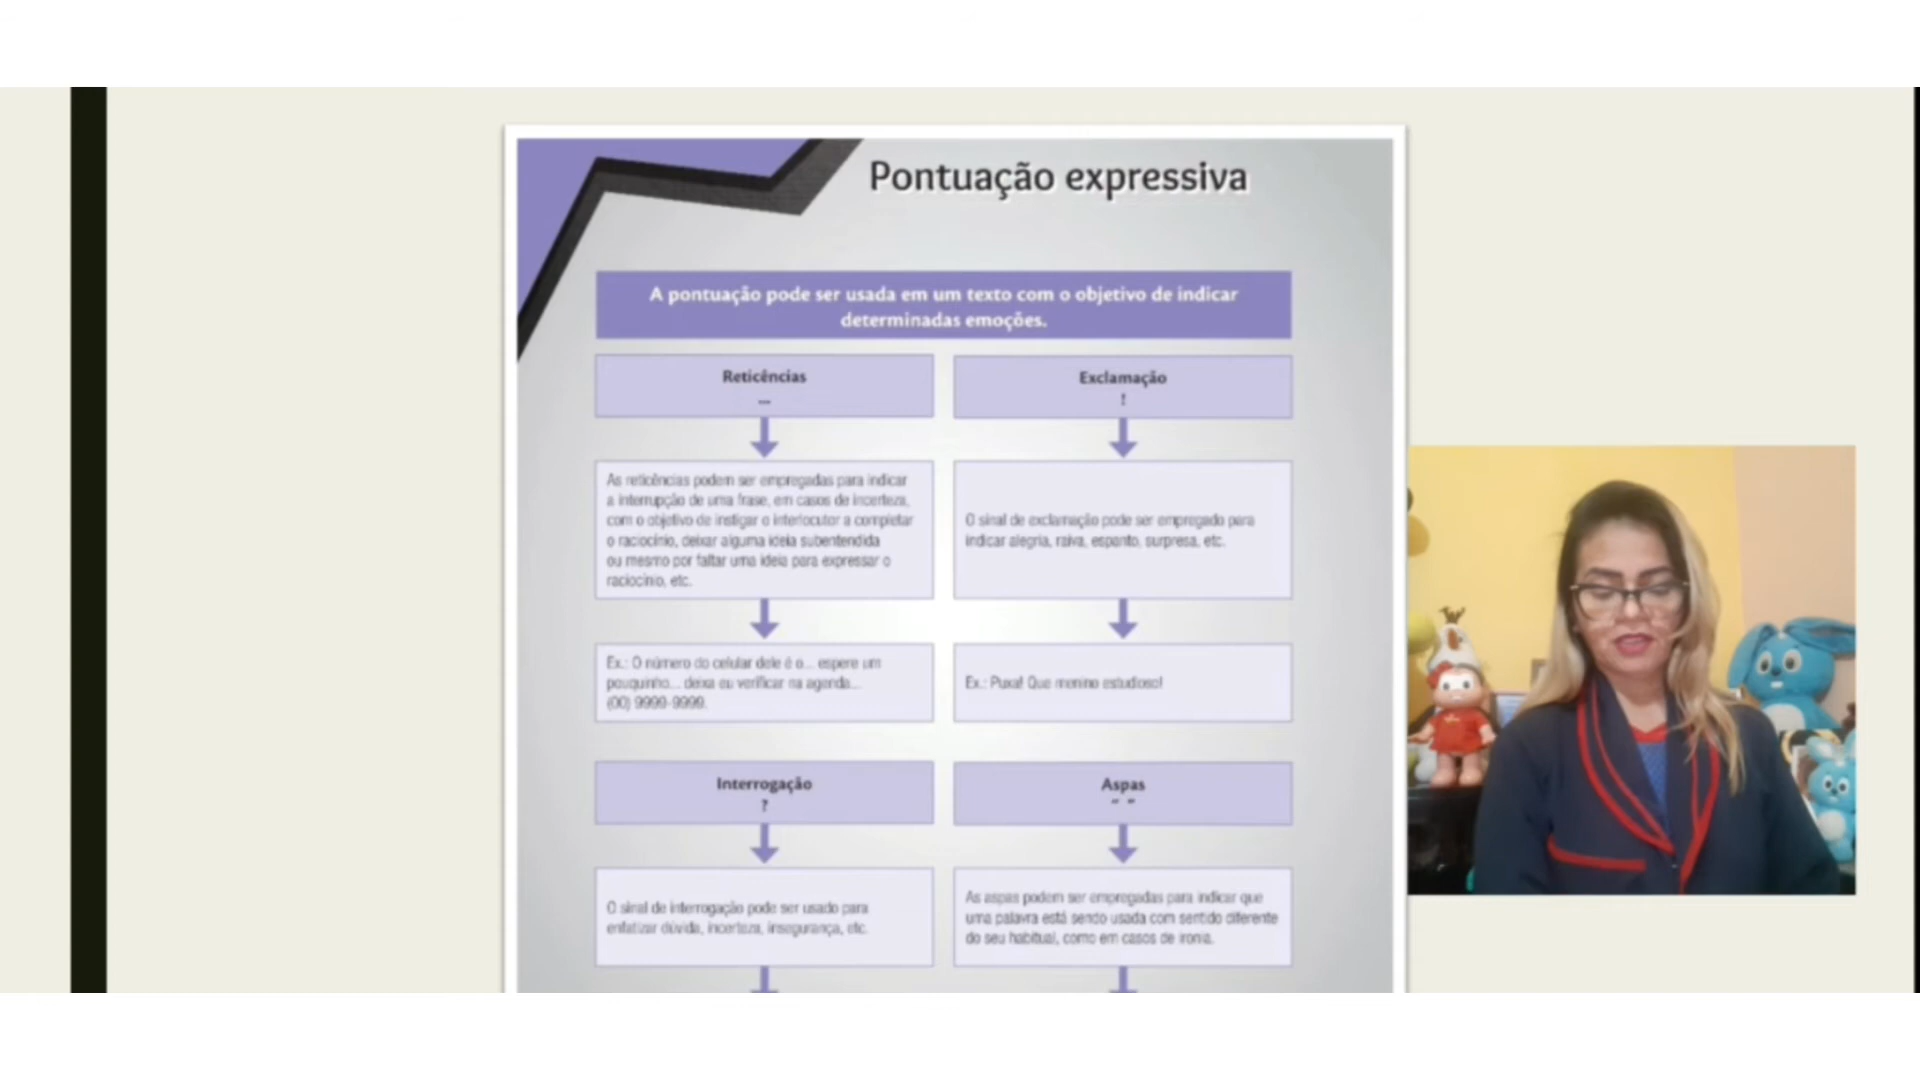 Pontuação expressiva
A pontuação pode ser usada em um texto com o objetivo de indicar
determinadas emoções.
Reticências
...
As reticências podem ser empregadas para indicar
a interrupção de uma frase, em casos de incerteza,
com o objetivo de instigar o interlocutor a completar
o raciocínio, deixar alguma ideia subentendida
ou mesmo por faltar uma ideia para expressar o
raciocínio, etc.
Ex.: O número do celular dele é o... espere um
pouquinho... deixa eu verificar na agenda...
(00) 9999-9999.
Exclamação
!
O sinal de exclamação pode ser empregado para
indicar alegria, raiva, espanto, surpresa, etc.
Ex.: Puxa! Que menino estudioso!
Interrogação
?
O sinal de interrogação pode ser usado para
enfatizar dúvida, incerteza, insegurança, etc.
Aspas
“ ”
As aspas podem ser empregadas para indicar que
uma palavra está sendo usada com sentido diferente
do seu habitual, como em casos de ironia.